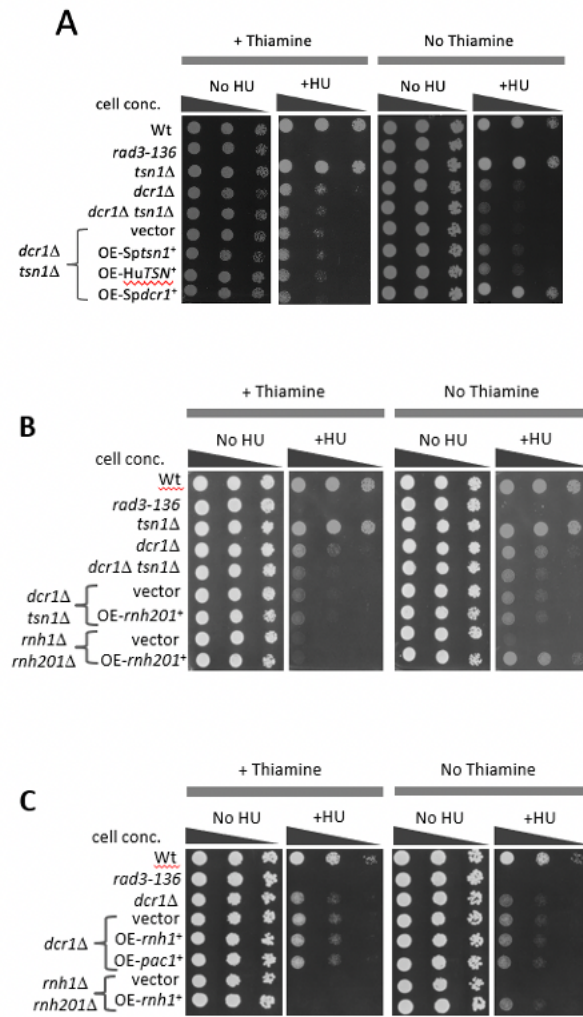 A
+ Thiamine No Thiamine
No HU +HU No HU +HU
cell conc.
Wt
rad3-136
tsn1Δ
dcr1Δ
dcr1Δ tsn1Δ
dcr1Δ tsn1Δ
vector
OE-Sptsn1⁺
OE-HuTSN⁺
OE-Spdcr1⁺
B
+ Thiamine No Thiamine
No HU +HU No HU +HU
cell conc.
Wt
rad3-136
tsn1Δ
dcr1Δ
dcr1Δ tsn1Δ
dcr1Δ vector
tsn1Δ OE-rnh201⁺
rnh1Δ vector
rnh201Δ OE-rnh201⁺
C
+ Thiamine No Thiamine
No HU +HU No HU +HU
cell conc.
Wt
rad3-136
dcr1Δ
vector
dcr1Δ OE-rnh1⁺
OE-pac1⁺
rnh1Δ vector
rnh201Δ OE-rnh1⁺